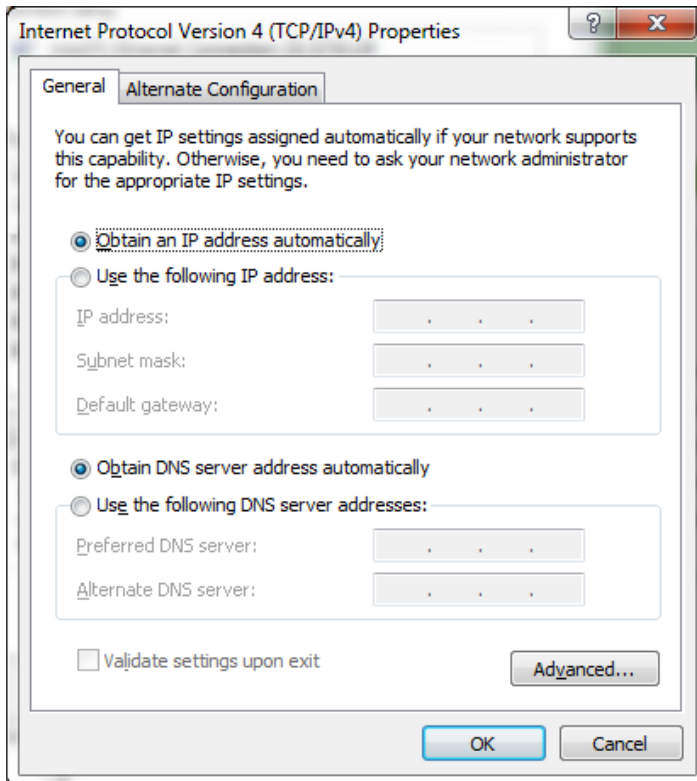 Internet Protocol Version 4 (TCP/IPv4) Properties
General
Alternate Configuration
You can get IP settings assigned automatically if your network supports
this capability. Otherwise, you need to ask your network administrator
for the appropriate IP settings.
Obtain an IP address automatically
Use the following IP address:
IP address:
. . .
Subnet mask:
. . .
Default gateway:
. . .
Obtain DNS server address automatically
Use the following DNS server addresses:
Preferred DNS server:
. . .
Alternate DNS server:
. . .
Validate settings upon exit
Advanced...
OK
Cancel